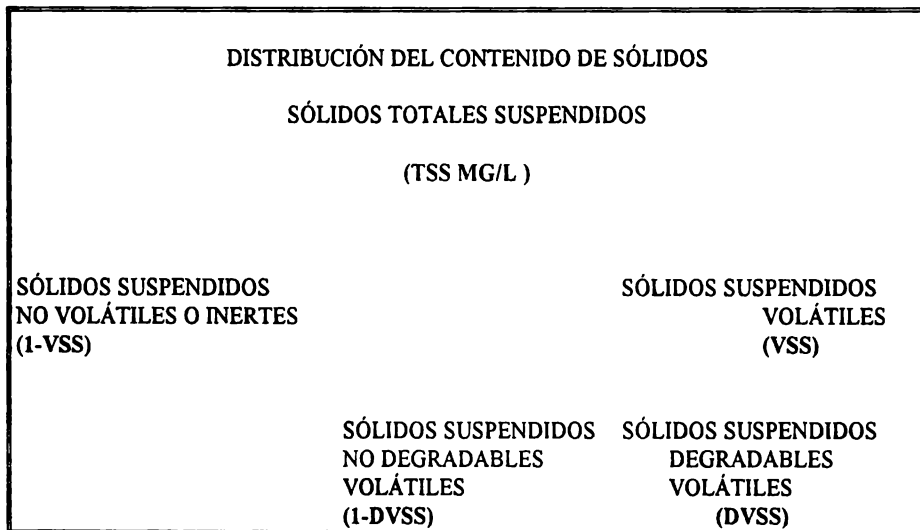 DISTRIBUCIÓN DEL CONTENIDO DE SÓLIDOS
SÓLIDOS TOTALES SUSPENDIDOS
(TSS MG/L )
SÓLIDOS SUSPENDIDOS
NO VOLÁTILES O INERTES
(1-VSS)
SÓLIDOS SUSPENDIDOS
VOLÁTILES
(VSS)
SÓLIDOS SUSPENDIDOS
NO DEGRADABLES
VOLÁTILES
(1-DVSS)
SÓLIDOS SUSPENDIDOS
DEGRADABLES
VOLÁTILES
(DVSS)